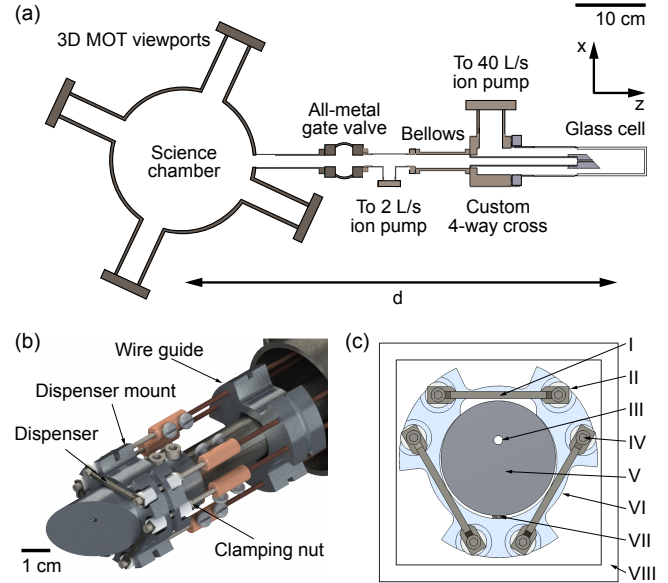 (a)
10 cm
3D MOT viewports
x
z
To 40 L/s
ion pump
All-metal
gate valve
Bellows
Glass cell
Science
chamber
To 2 L/s
ion pump
Custom
4-way cross
d
(b)
Wire guide
Dispenser mount
Dispenser
Clamping nut
1 cm
(c)
I
II
III
IV
V
VI
VII
VIII